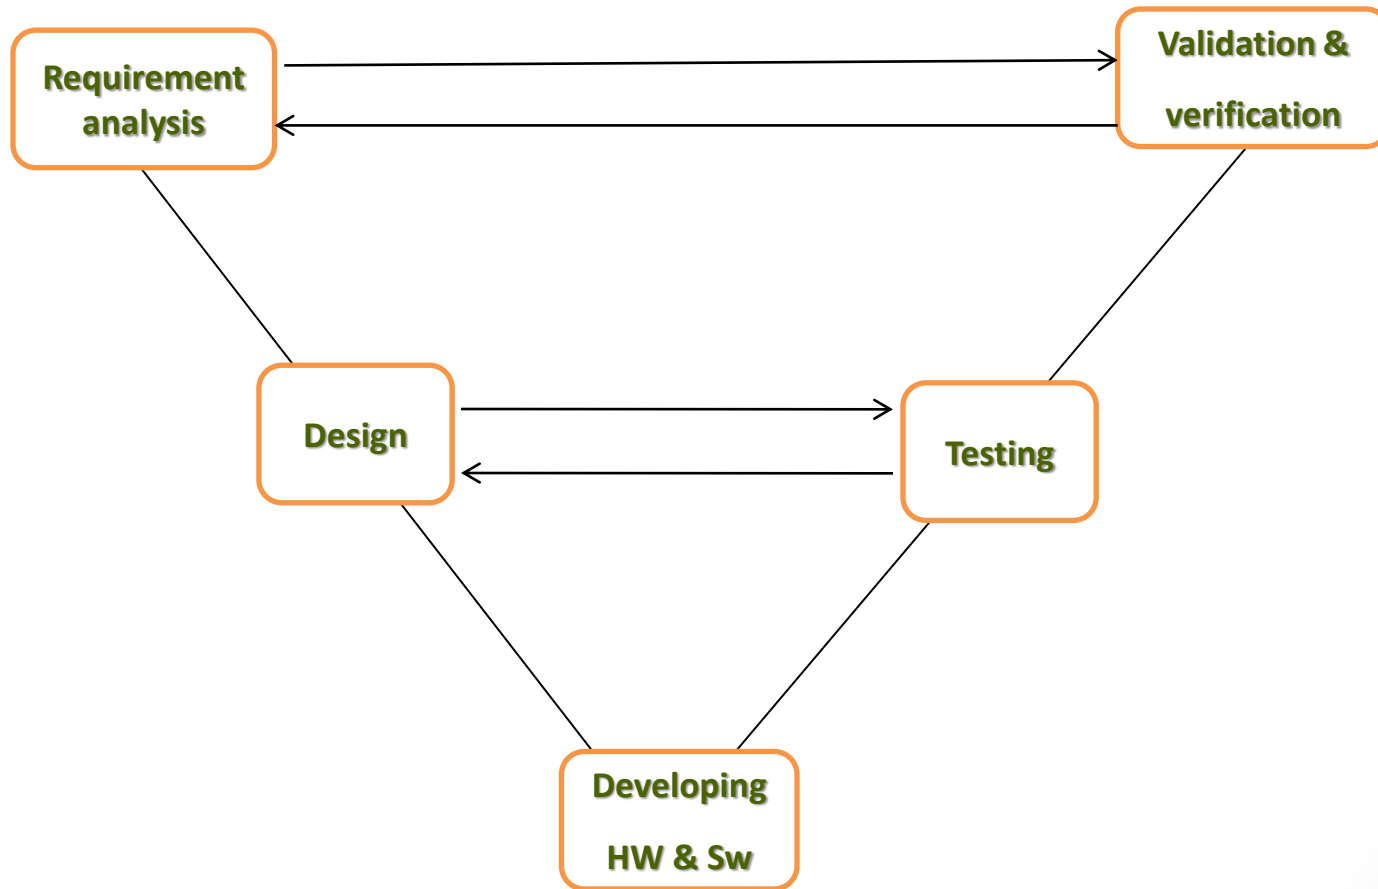 Requirement
analysis
Validation &
verification
Design
Testing
Developing
HW & Sw